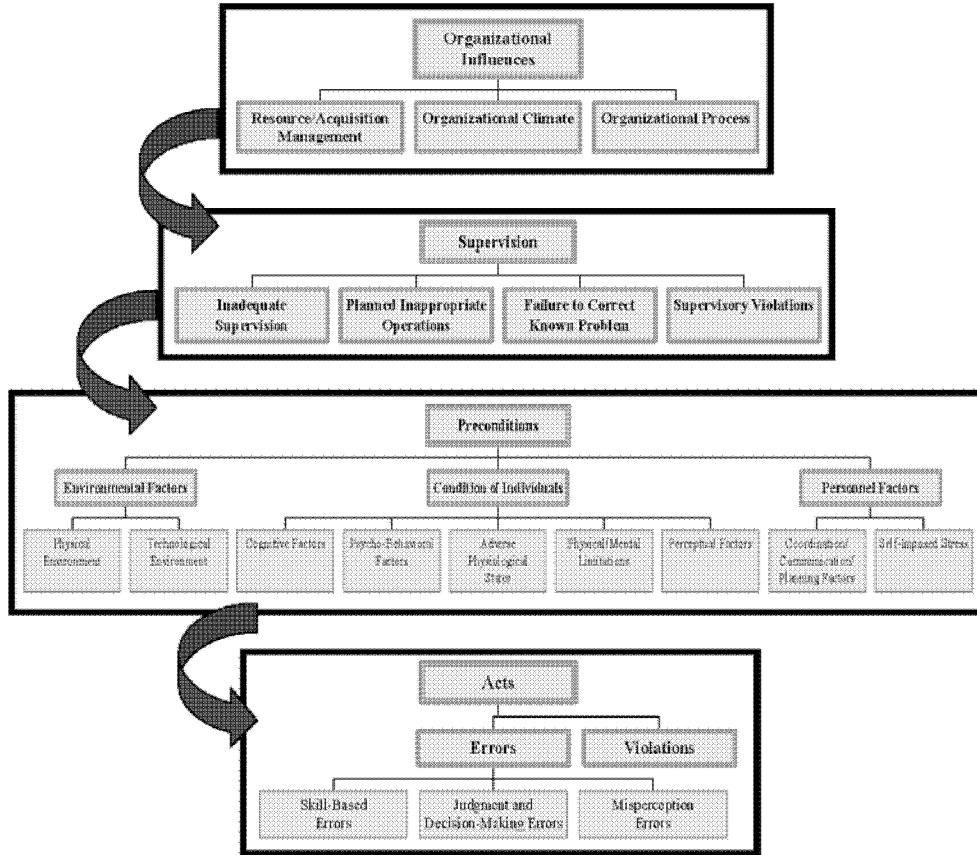 Organizational
Influences
Resource/Acquisition
Management
Organizational Climate
Organizational Process
Supervision
Inadequate
Supervision
Planned Inappropriate
Operations
Failure to Correct
Known Problem
Supervisory Violations
Preconditions
Environmental Factors
Condition of Individuals
Personnel Factors
Physical
Environment
Technological
Environment
Cognitive Factors
Psycho-Behavioral
Factors
Adverse
Physiological
States
Physical/Mental
Limitations
Perceptual Factors
Coordination/
Communication/
Planning Factors
Self-imposed Stress
Acts
Errors
Violations
Skill-Based
Errors
Judgment and
Decision-Making Errors
Misperception
Errors